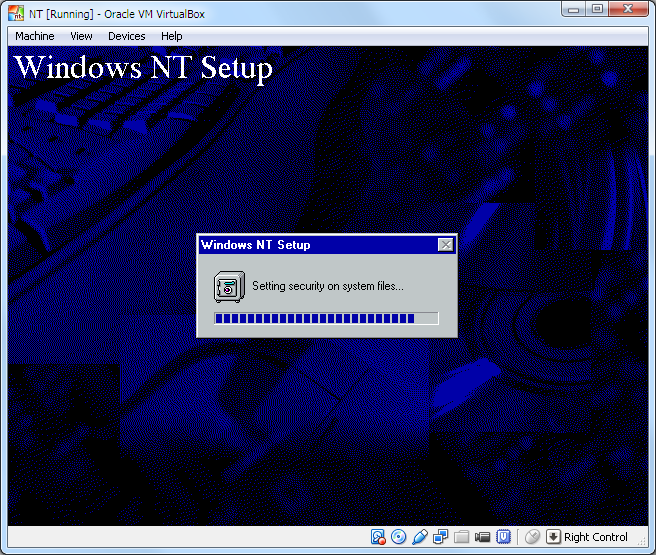 NT [Running] - Oracle VM VirtualBox
Machine View Devices Help
Windows NT Setup
Windows NT Setup
Setting security on system files...
Right Control